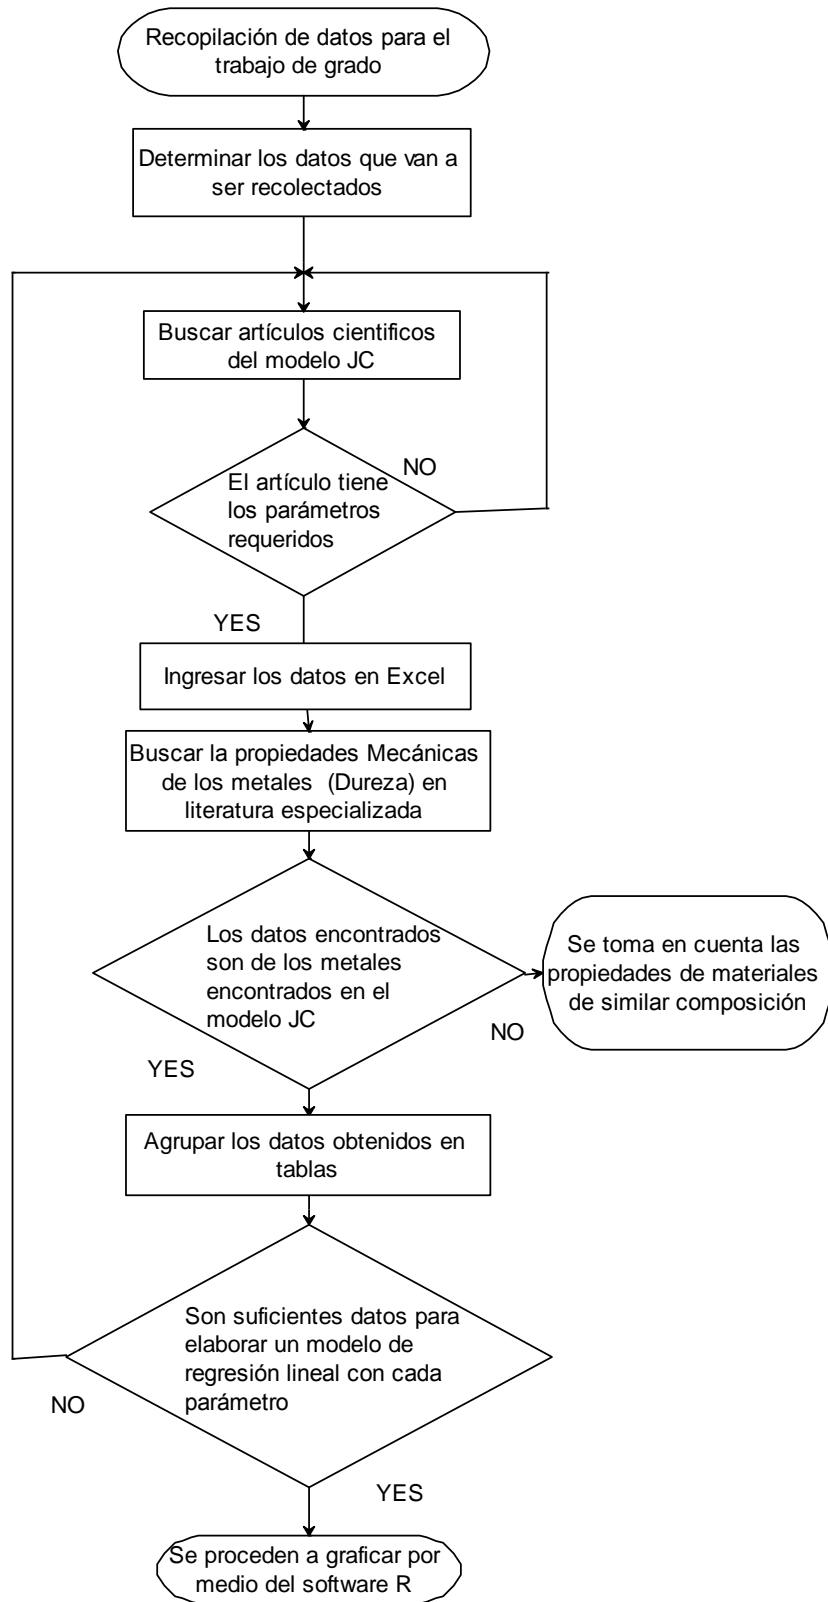 Recopilación de datos para el
trabajo de grado
Determinar los datos que van a
ser recolectados
Buscar artículos cientificos
del modelo JC
El artículo tiene
los parámetros
requeridos
NO
YES
Ingresar los datos en Excel
Buscar la propiedades Mecánicas
de los metales (Dureza) en
literatura especializada
Los datos encontrados
son de los metales
encontrados en el
modelo JC
NO
Se toma en cuenta las
propiedades de materiales
de similar composición
YES
Agrupar los datos obtenidos en
tablas
Son suficientes datos para
elaborar un modelo de
regresión lineal con cada
parámetro
NO
YES
Se proceden a graficar por
medio del software R